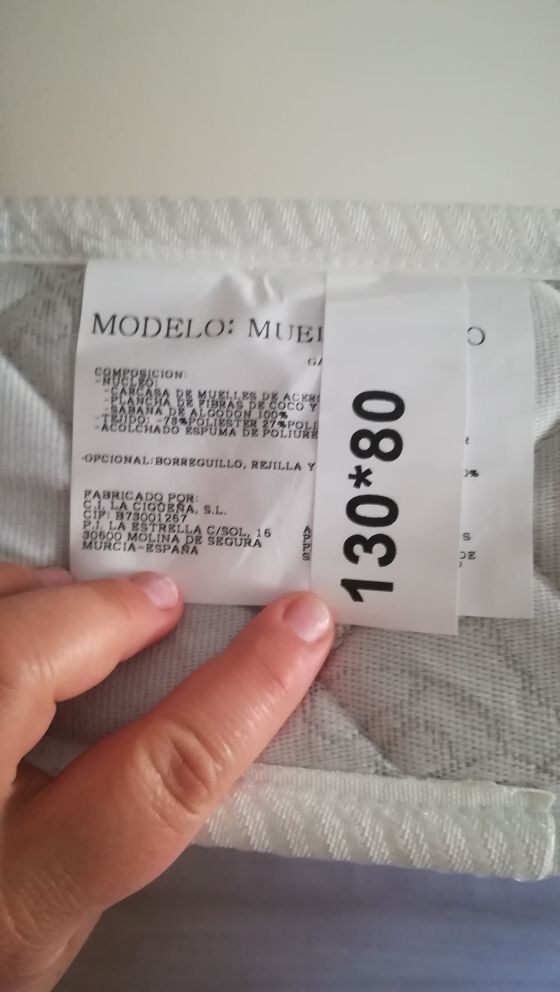 MODELO:
COMPOSICION:
-NUCLEO:
-CARCASA DE MUELLES DE ACERO
-PLANCHA DE FIBRAS DE COCO Y
-SABANA DE ALGODON 100%
-TEJIDO: -73%POLIESTER 27%POLI
-ACOLCHADO ESPUMA DE POLIURE
-OPCIONAL:BORREGUILLO, REJILLA Y
FABRICADO POR:
C.I. LA CIGÜEÑA, S.L.
CIF: B73001267
P.I. LA ESTRELLA C/SOL, 16
30500 MOLINA DE SEGURA
MURCIA-ESPAÑA
130*80